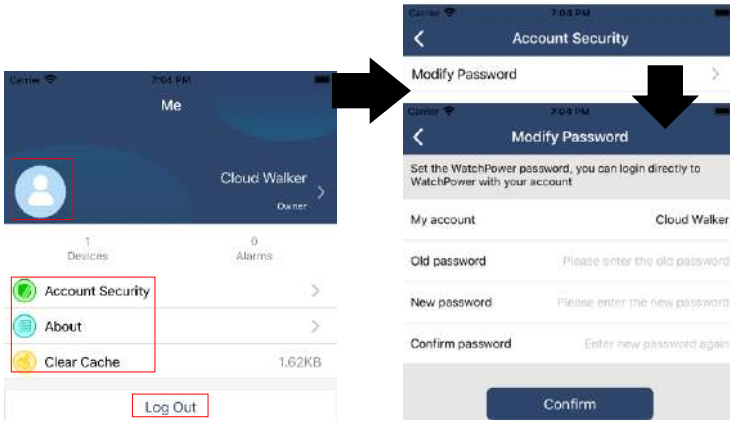 Carrier 7:04 PM
Me
Cloud Walker
Owner
1
Devices
0
Alarms
Account Security
About
Clear Cache 1.62KB
Log Out
Carrier 7:04 PM
Account Security
Modify Password
Carrier 7:04 PM
Modify Password
Set the WatchPower password, you can login directly to
WatchPower with your account
My account Cloud Walker
Old password Please enter the old password
New password Please enter the new password
Confirm password Enter new password again
Confirm